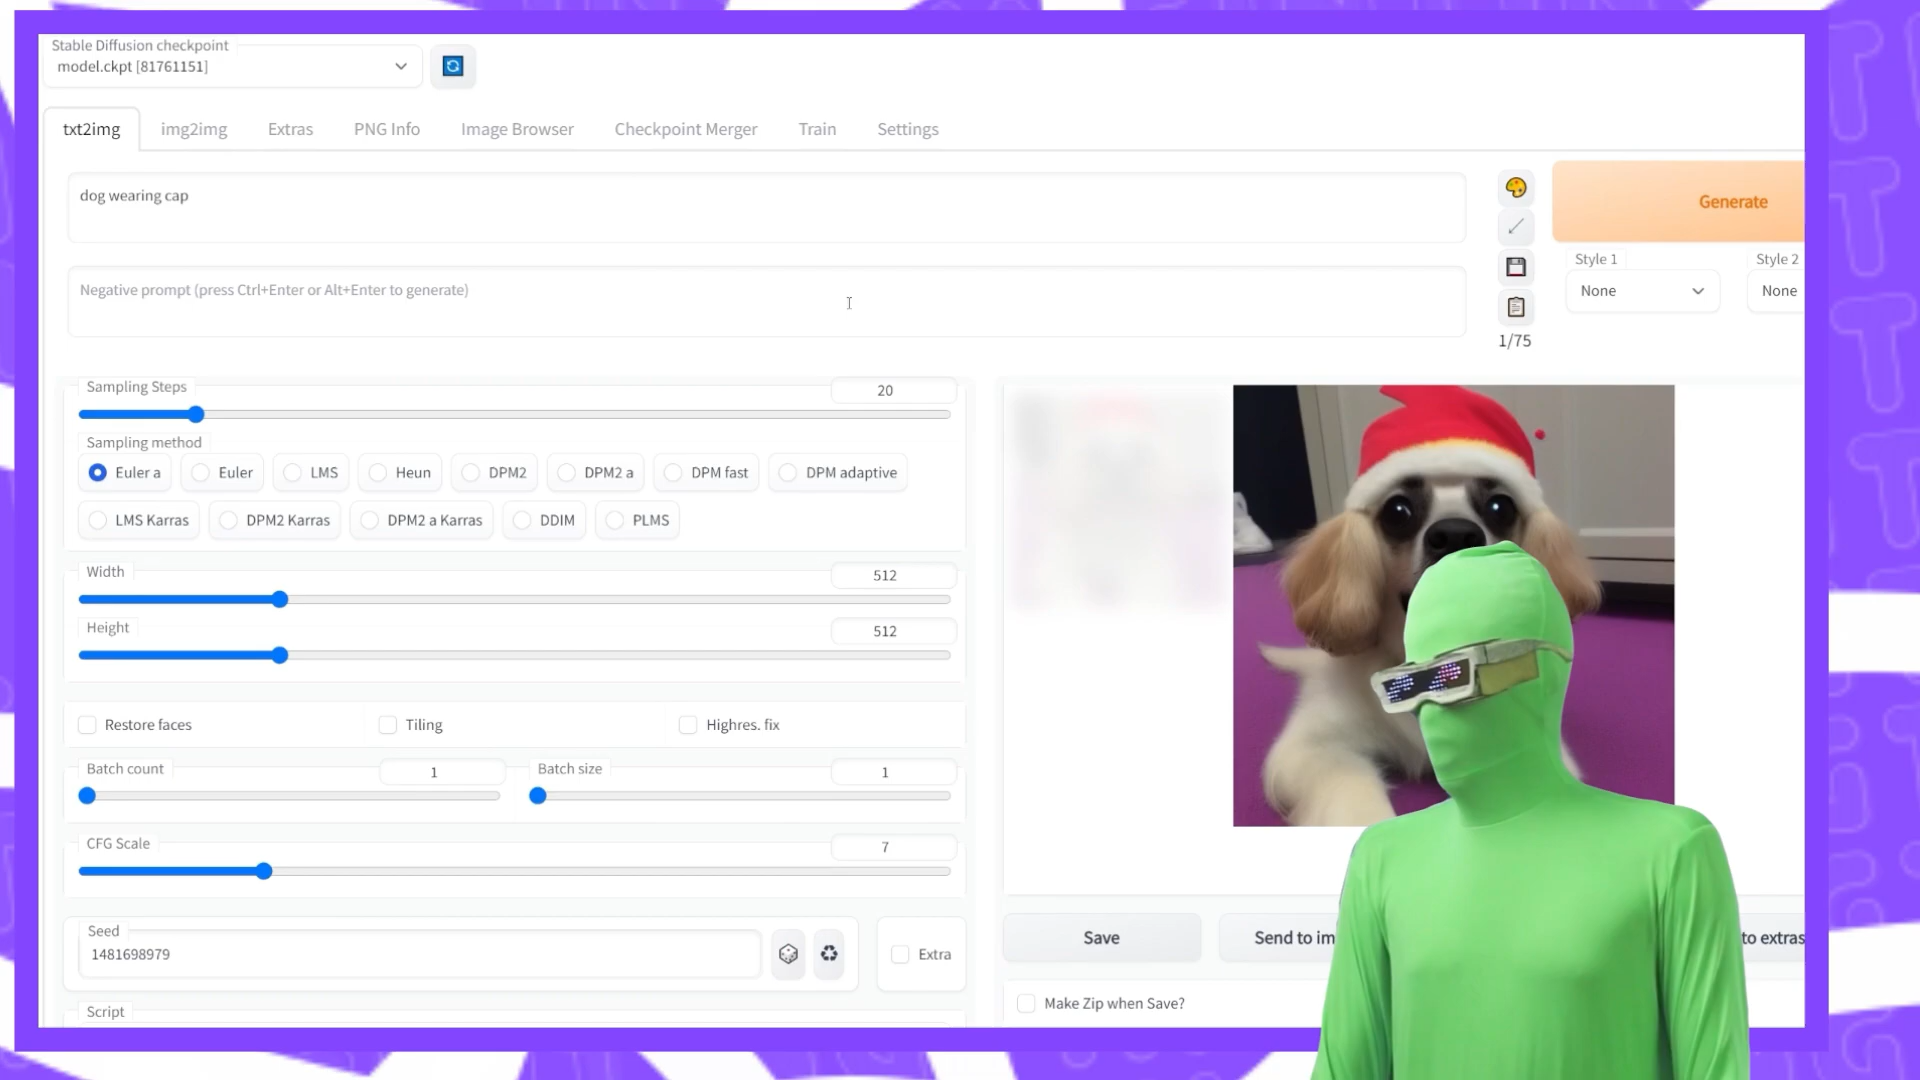 Stable Diffusion checkpoint
model.ckpt [81761151]
txt2img img2img Extras PNG Info Image Browser Checkpoint Merger Train Settings
dog wearing cap
Generate
Negative prompt (press Ctrl+Enter or Alt+Enter to generate)
Style 1 Style 2
None None
1/75
Sampling Steps 20
Sampling method
Euler a Euler LMS Heun DPM2 DPM2 a DPM fast DPM adaptive
LMS Karras DPM2 Karras DPM2 a Karras DDIM PLMS
Width 512
Height 512
Restore faces Tiling Highres. fix
Batch count 1 Batch size 1
CFG Scale 7
Seed
1481698979
Extra
Save Send to im to extras
Make Zip when Save?
Script